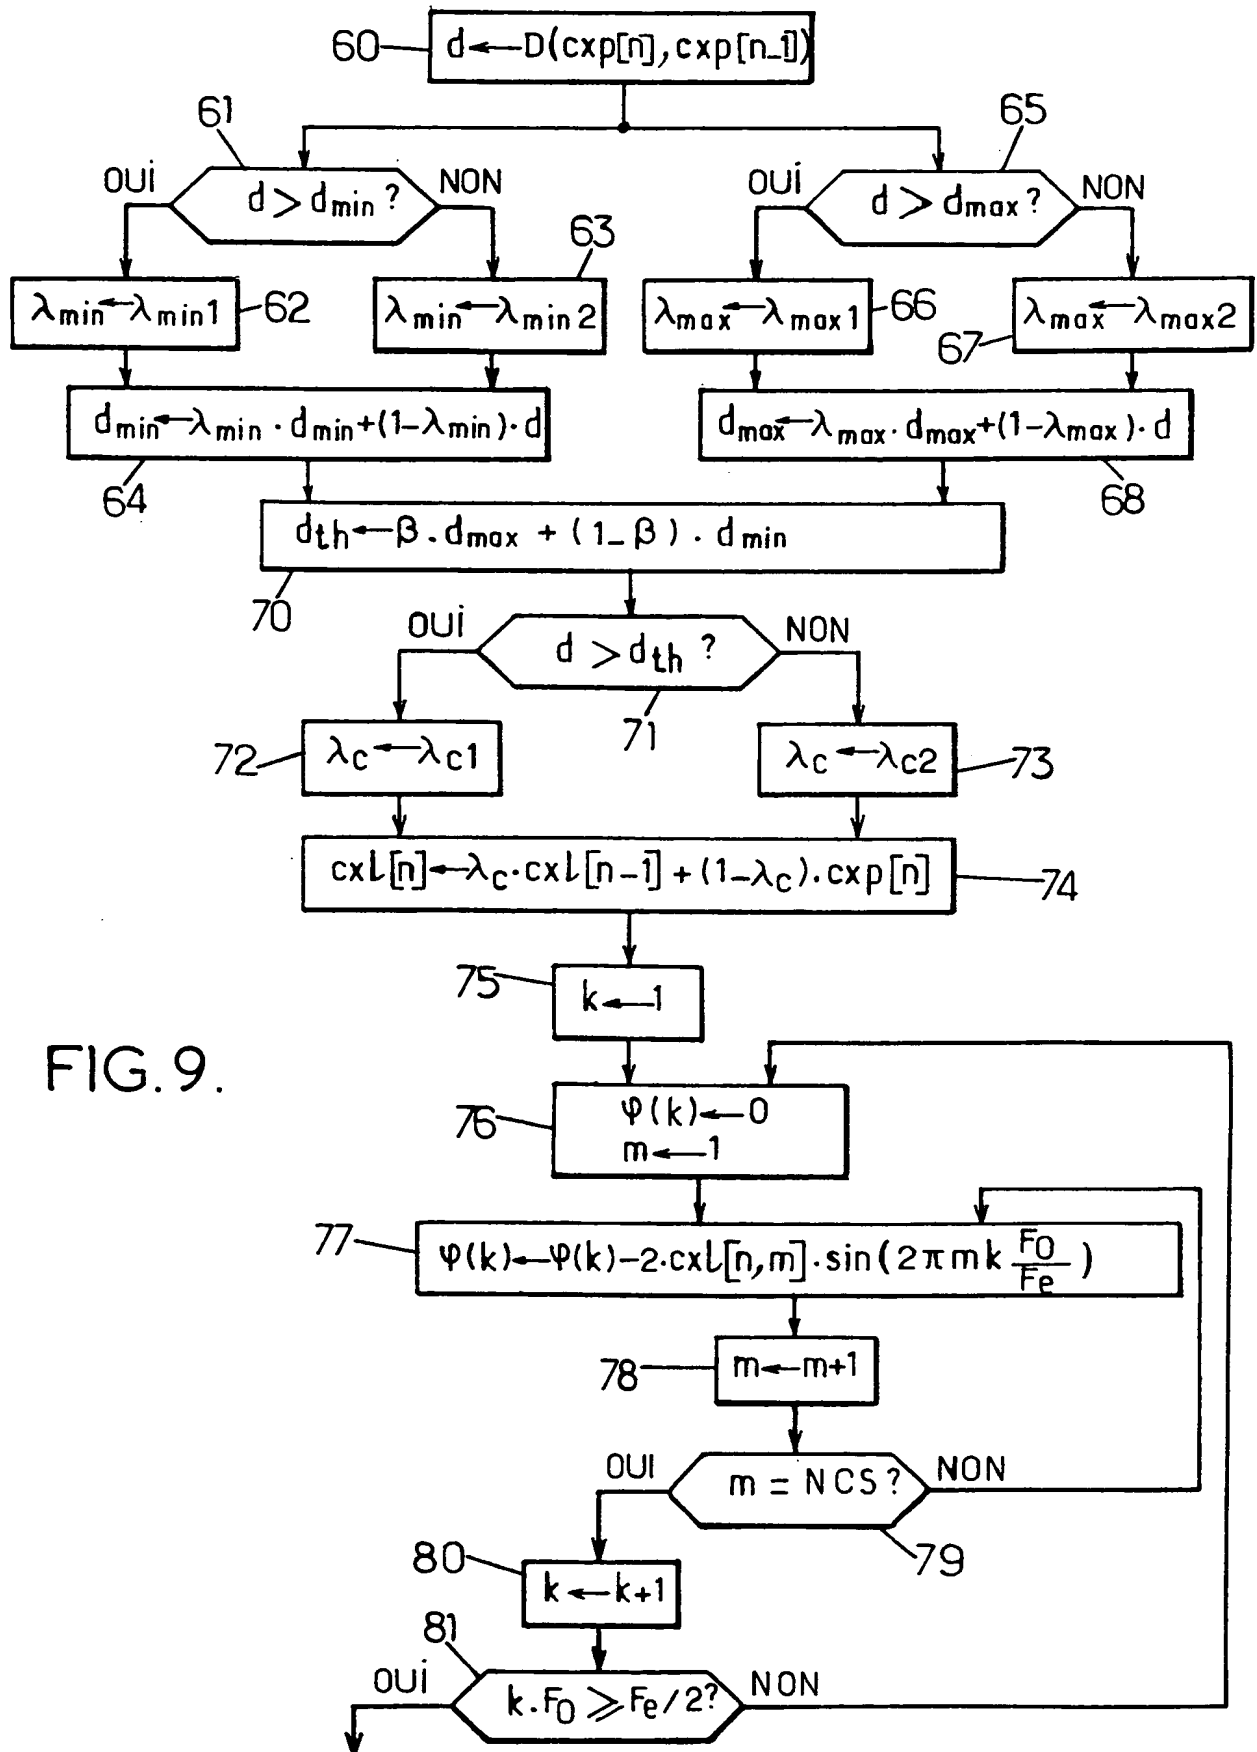 60 d←D(cxp[n],cxp[n-1])
61 65
OUi d > dmin ? NON OUi d > dmax ? NON
63
λmin←λmin1 62 λmin←λmin2 λmax←λmax1 66 λmax←λmax2
67
dmin←λmin.dmin+(1-λmin).d dmax←λmax.dmax+(1-λmax).d
64 68
dth←β.dmax + (1-β).dmin
70
OUi d > dth ? NON
71
72 λc←λc1 λc←λc2 73
cxl[n]←λc.cxl[n-1]+(1-λc).cxp[n] 74
75 k←1
FIG.9.
76 φ(k)←0
m←1
77 φ(k)←φ(k)-2.cxl[n,m].sin(2πmk F0/Fe)
78 m←m+1
OUI m = NCS? NON
79
80 k←k+1
81
OUi k.F0 ⩾ Fe/2? NON